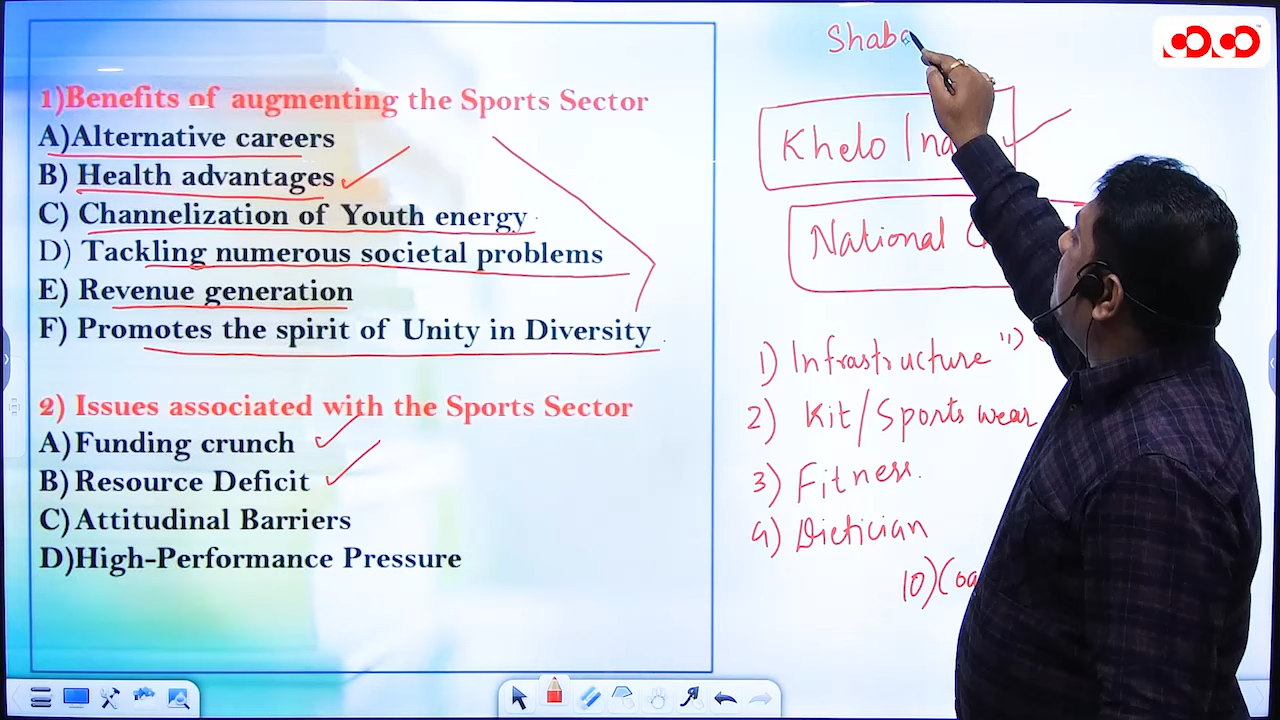 1)Benefits of augmenting the Sports Sector
A)Alternative careers
B) Health advantages
C) Channelization of Youth energy
D) Tackling numerous societal problems
E) Revenue generation
F) Promotes the spirit of Unity in Diversity
2) Issues associated with the Sports Sector
A)Funding crunch
B)Resource Deficit
C)Attitudinal Barriers
D)High-Performance Pressure
Shaba
Khelo
National
1) Infrastructure
2) Kit/Sports wear
3) Fitness.
4) Dietician
10)